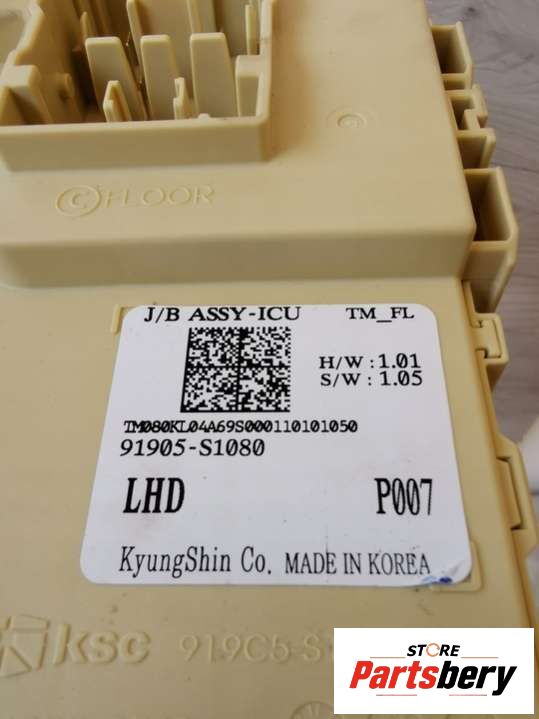 © FLOOR
J/B ASSY-ICU TM_FL
H/W : 1.01
S/W : 1.05
TM080KL04A69S000110101050
91905-S1080
LHD P007
KyungShin Co. MADE IN KOREA
ksc 919C5-S
STORE
Partsbery